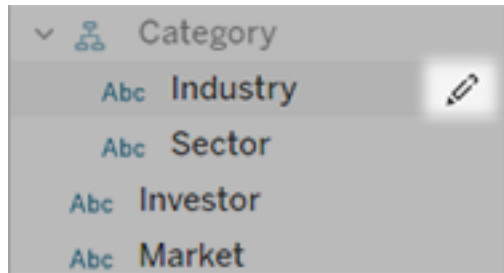 Category
Abc Industry
Abc Sector
Abc Investor
Abc Market